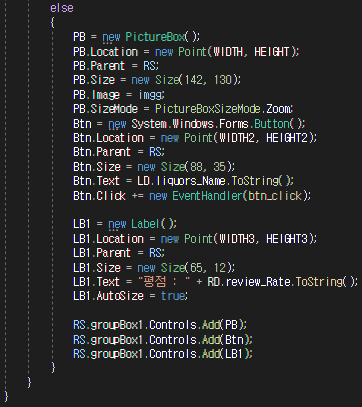 else
{
PB = new PictureBox();
PB.Location = new Point(WIDTH, HEIGHT);
PB.Parent = RS;
PB.Size = new Size(142, 130);
PB.Image = imgg;
PB.SizeMode = PictureBoxSizeMode.Zoom;
Btn = new System.Windows.Forms.Button();
Btn.Location = new Point(WIDTH2, HEIGHT2);
Btn.Parent = RS;
Btn.Size = new Size(88, 35);
Btn.Text = LD.liquors_Name.ToString();
Btn.Click += new EventHandler(btn_click);
LB1 = new Label();
LB1.Location = new Point(WIDTH3, HEIGHT3);
LB1.Parent = RS;
LB1.Size = new Size(65, 12);
LB1.Text = "평점 : " + RD.review_Rate.ToString();
LB1.AutoSize = true;
RS.groupBox1.Controls.Add(PB);
RS.groupBox1.Controls.Add(Btn);
RS.groupBox1.Controls.Add(LB1);
}
}
}